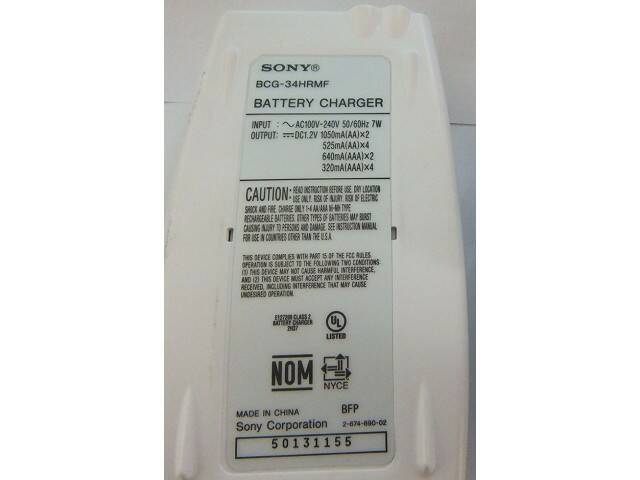 SONY®
BCG-34HRMF
BATTERY CHARGER
INPUT : ~AC100V-240V 50/60Hz 7W
OUTPUT: ⎓DC1.2V 1050mA(AA)×2
525mA(AA)×4
640mA(AAA)×2
320mA(AAA)×4
CAUTION: READ INSTRUCTION BEFORE USE. DRY LOCATION
USE ONLY. RISK OF INJURY. RISK OF ELECTRIC
SHOCK AND FIRE. CHARGE ONLY 1-4 AA/AAA NI-MH TYPE
RECHARGEABLE BATTERIES. OTHER TYPES OF BATTERIES MAY BURST
CAUSING INJURY TO PERSONS AND DAMAGE. SEE INSTRUCTION MANUAL
FOR USE IN COUNTRIES OTHER THAN THE U.S.A.
THIS DEVICE COMPLIES WITH PART 15 OF THE FCC RULES.
OPERATION IS SUBJECT TO THE FOLLOWING TWO CONDITIONS:
(1) THIS DEVICE MAY NOT CAUSE HARMFUL INTERFERENCE,
AND (2) THIS DEVICE MUST ACCEPT ANY INTERFERENCE
RECEIVED, INCLUDING INTERFERENCE THAT MAY CAUSE
UNDESIRED OPERATION.
CLASS 2
BATTERY CHARGER
2H37
UL
LISTED
NOM
NYCE
MADE IN CHINA BFP
Sony Corporation 2-674-690-02
50131155